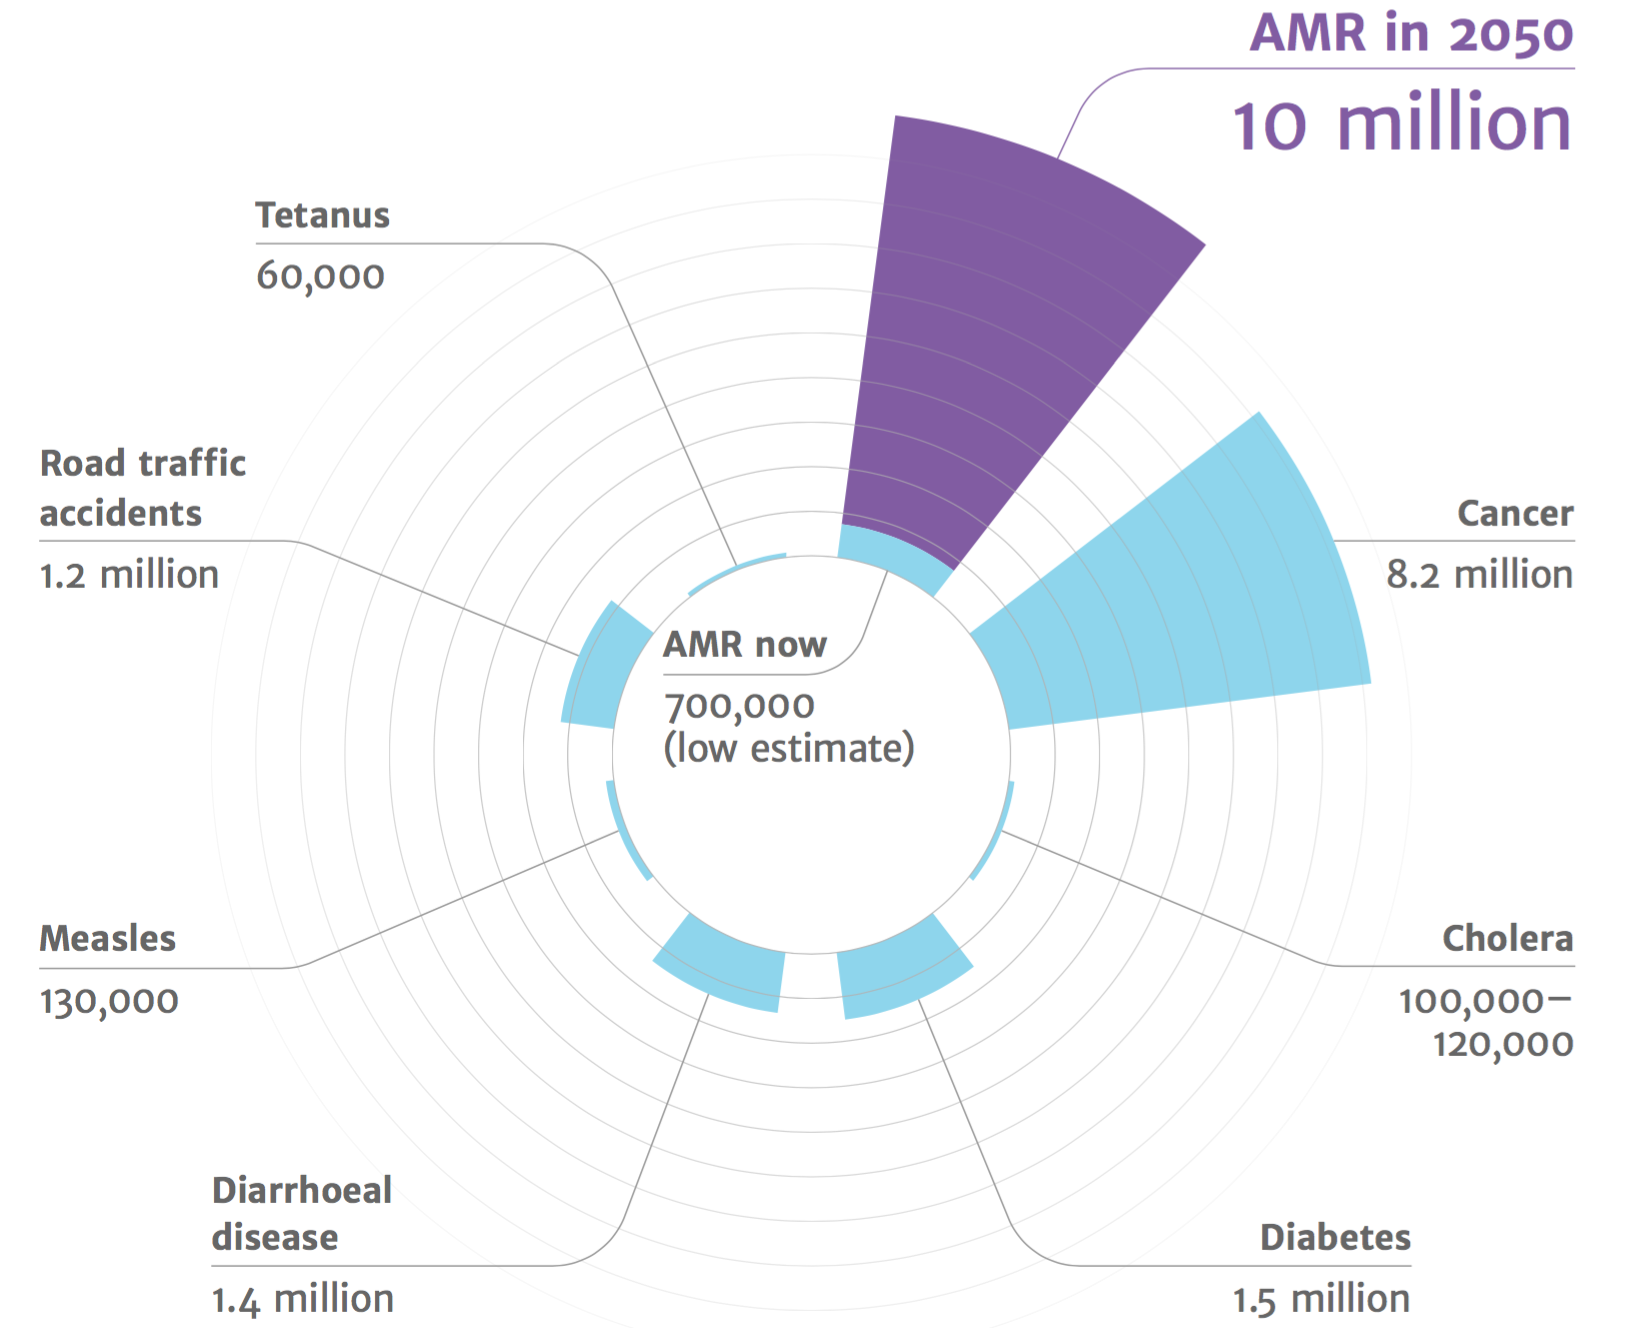 AMR in 2050
10 million
Tetanus
60,000
Road traffic
accidents
1.2 million
Cancer
8.2 million
AMR now
700,000
(low estimate)
Measles
130,000
Cholera
100,000–
120,000
Diarrhoeal
disease
1.4 million
Diabetes
1.5 million